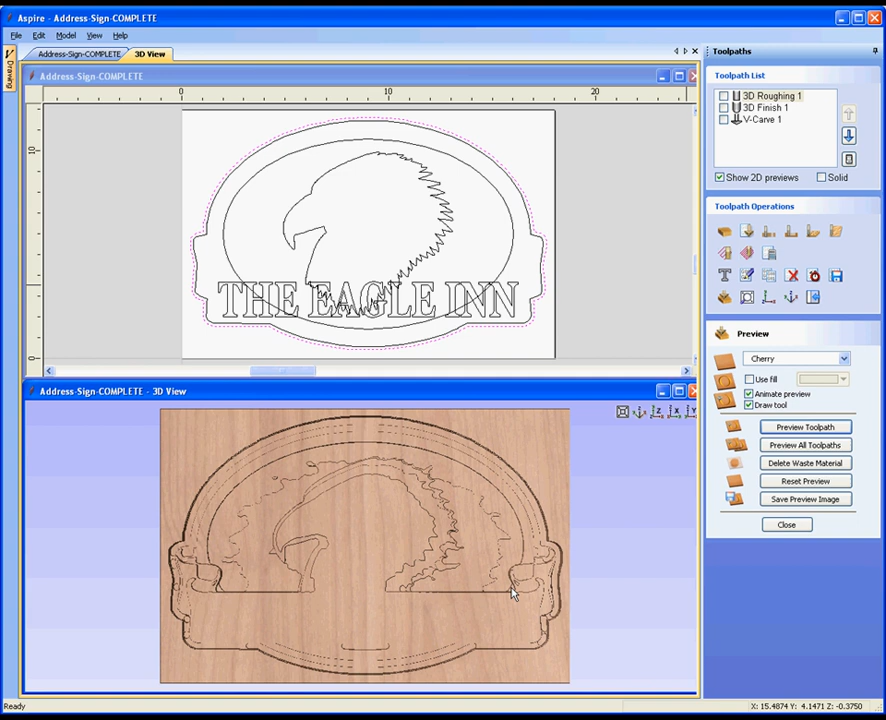 Aspire - Address-Sign-COMPLETE
File Edit Model View Help
Drawing
Address-Sign-COMPLETE 3D View
Address-Sign-COMPLETE
0 10 20
10
0
THE EAGLE INN
Address-Sign-COMPLETE - 3D View
Z X Y
Toolpaths
Toolpath List
3D Roughing 1
3D Finish 1
V-Carve 1
Show 2D previews Solid
Toolpath Operations
Preview
Cherry
Use fill
Animate preview
Draw tool
Preview Toolpath
Preview All Toolpaths
Delete Waste Material
Reset Preview
Save Preview Image
Close
Ready
X: 15.4874 Y: 4.1471 Z: -0.3750